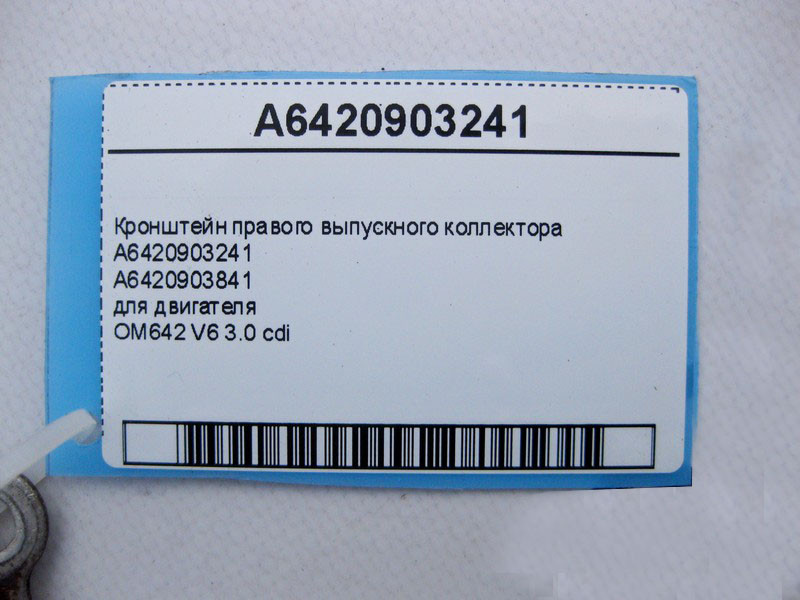 A6420903241
Кронштейн правого выпускного коллектора
A6420903241
A6420903841
для двигателя
OM642 V6 3.0 cdi